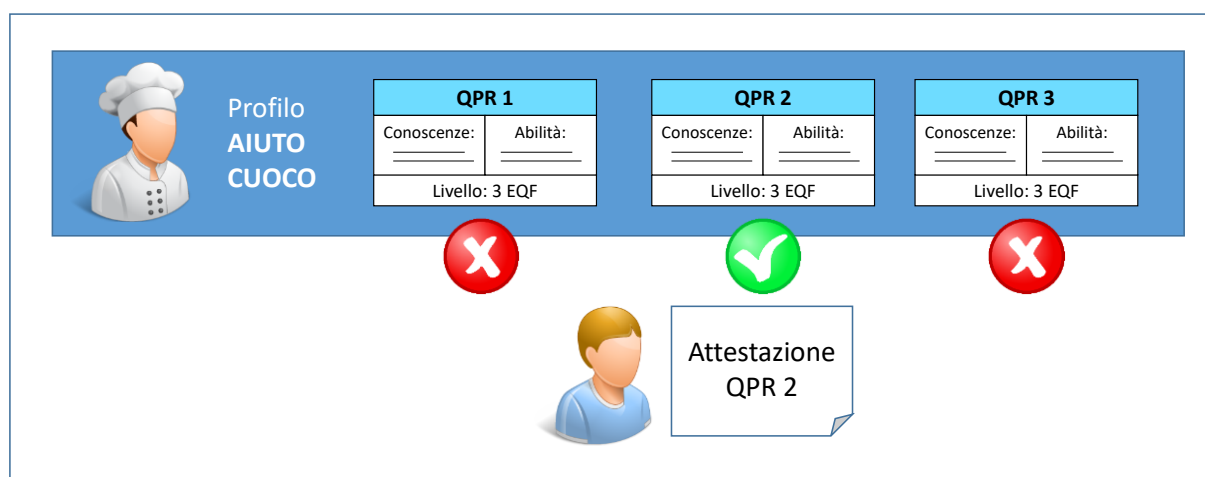 Profilo
AIUTO
CUOCO
QPR 1
Conoscenze:
Abilità:
Livello: 3 EQF
QPR 2
Conoscenze:
Abilità:
Livello: 3 EQF
QPR 3
Conoscenze:
Abilità:
Livello: 3 EQF
Attestazione
QPR 2